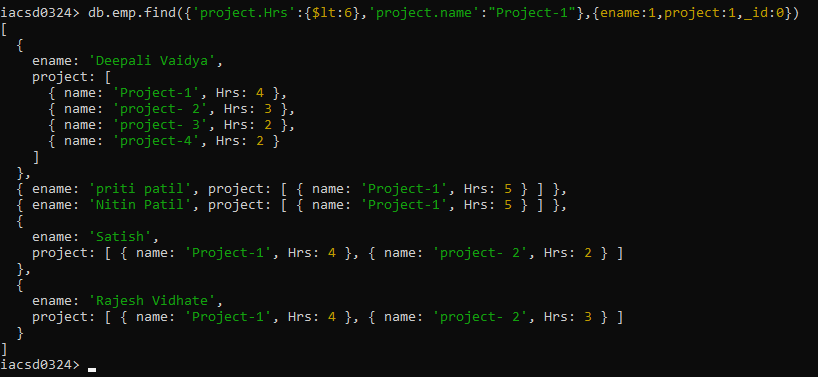 iacsd0324> db.emp.find({'project.Hrs':{$lt:6},'project.name':"Project-1"},{ename:1,project:1,_id:0})
[
  {
    ename: 'Deepali Vaidya',
    project: [
      { name: 'Project-1', Hrs: 4 },
      { name: 'project- 2', Hrs: 3 },
      { name: 'project- 3', Hrs: 2 },
      { name: 'project-4', Hrs: 2 }
    ]
  },
  { ename: 'priti patil', project: [ { name: 'Project-1', Hrs: 5 } ] },
  { ename: 'Nitin Patil', project: [ { name: 'Project-1', Hrs: 5 } ] },
  {
    ename: 'Satish',
    project: [ { name: 'Project-1', Hrs: 4 }, { name: 'project- 2', Hrs: 2 } ]
  },
  {
    ename: 'Rajesh Vidhate',
    project: [ { name: 'Project-1', Hrs: 4 }, { name: 'project- 2', Hrs: 3 } ]
  }
]
iacsd0324>